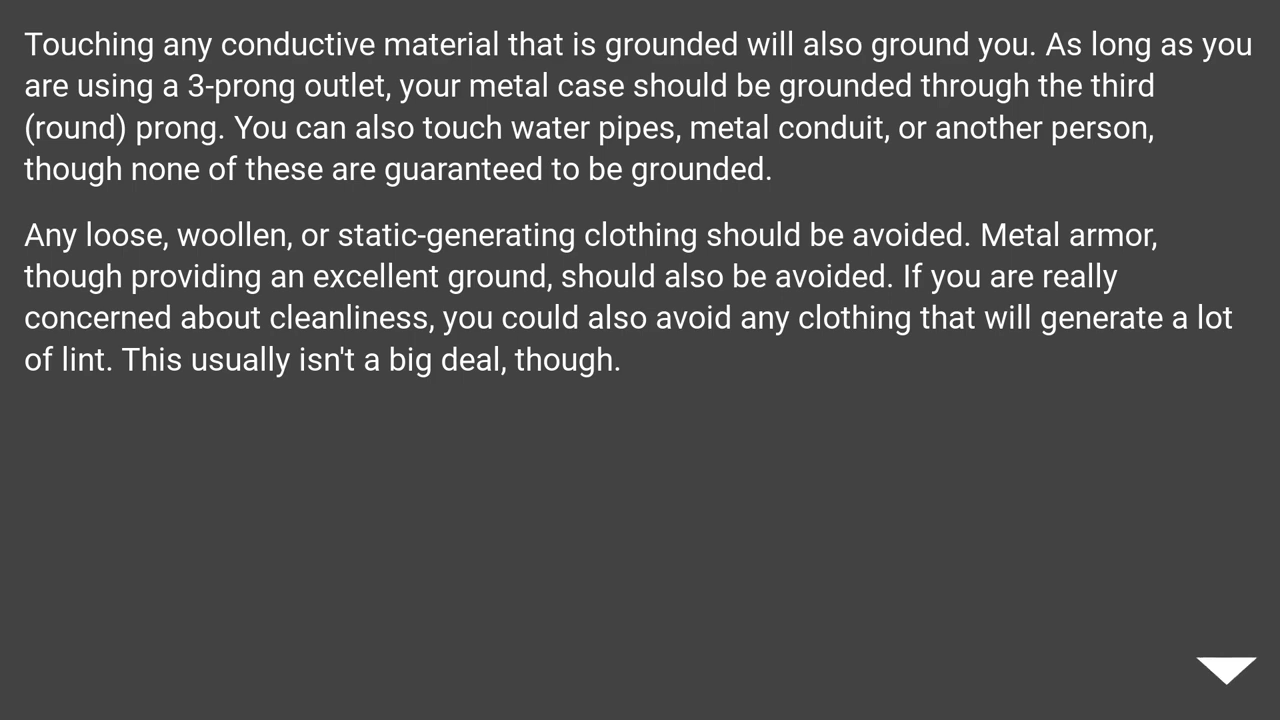 Touching any conductive material that is grounded will also ground you. As long as you
are using a 3-prong outlet, your metal case should be grounded through the third
(round) prong. You can also touch water pipes, metal conduit, or another person,
though none of these are guaranteed to be grounded.
Any loose, woollen, or static-generating clothing should be avoided. Metal armor,
though providing an excellent ground, should also be avoided. If you are really
concerned about cleanliness, you could also avoid any clothing that will generate a lot
of lint. This usually isn't a big deal, though.